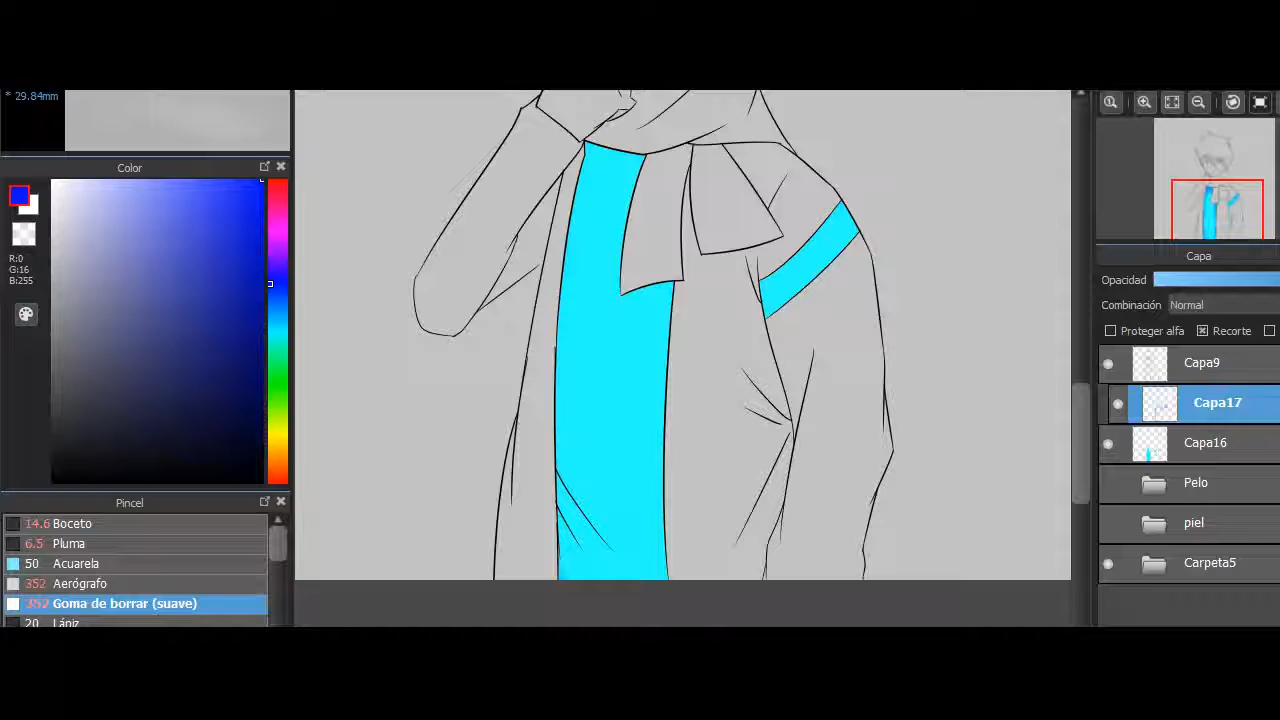 * 29.84mm
Color
R:0
G:16
B:255
Pincel
14.6 Boceto
6.5 Pluma
50 Acuarela
352 Aerógrafo
352 Goma de borrar (suave)
20 Lápiz
Capa
Opacidad
Combinación Normal
Proteger alfa Recorte
Capa9
Capa17
Capa16
Pelo
piel
Carpeta5